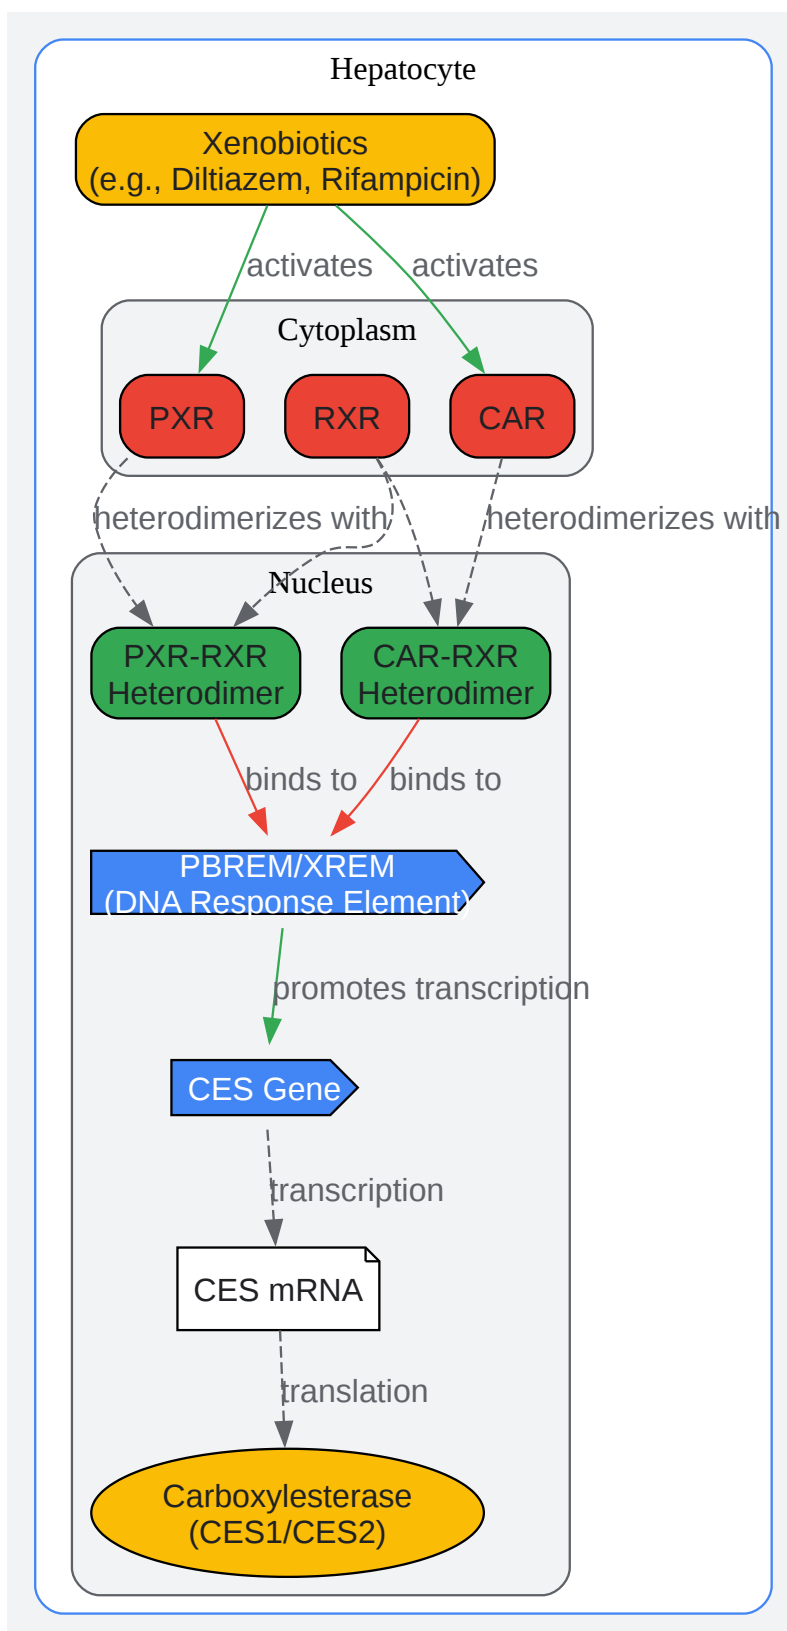 Hepatocyte
Xenobiotics
(e.g., Diltiazem, Rifampicin)
activates
activates
Cytoplasm
PXR
RXR
CAR
heterodimerizes with
heterodimerizes with
Nucleus
PXR-RXR
Heterodimer
CAR-RXR
Heterodimer
binds to
binds to
PBREM/XREM
(DNA Response Element)
promotes transcription
CES Gene
transcription
CES mRNA
translation
Carboxylesterase
(CES1/CES2)